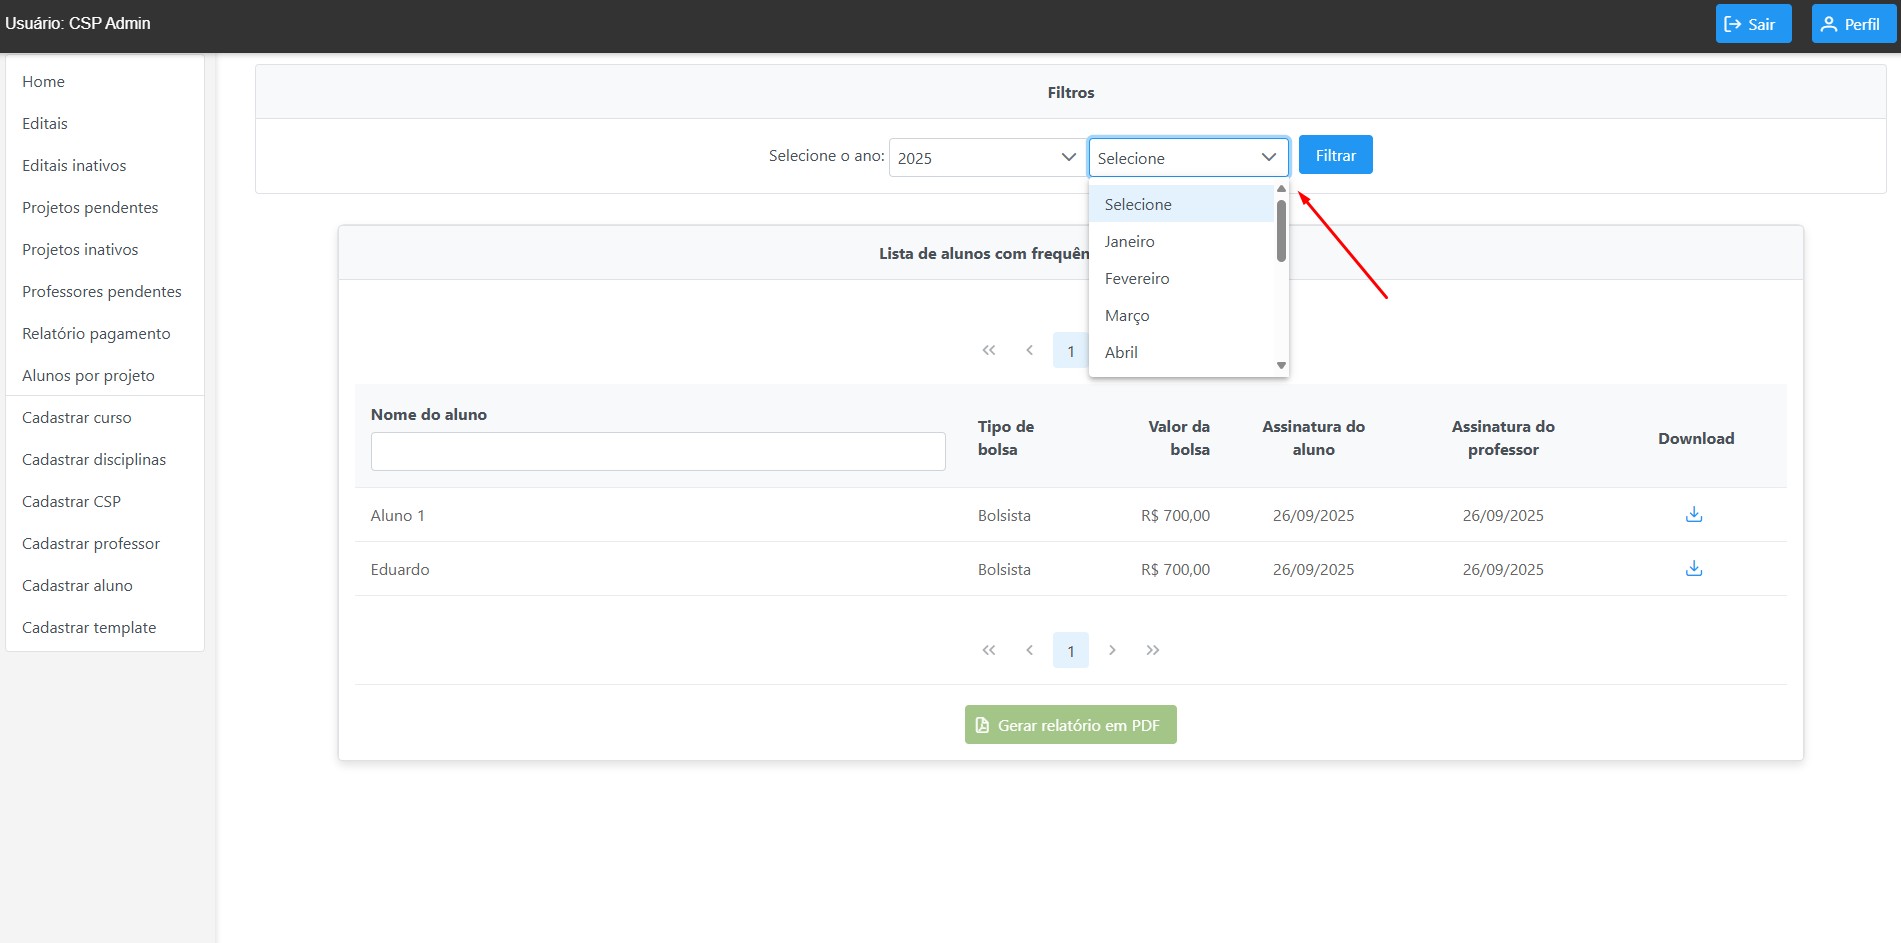 Usuário: CSP Admin
Sair
Perfil
Home
Editais
Editais inativos
Projetos pendentes
Projetos inativos
Professores pendentes
Relatório pagamento
Alunos por projeto
Cadastrar curso
Cadastrar disciplinas
Cadastrar CSP
Cadastrar professor
Cadastrar aluno
Cadastrar template
Filtros
Selecione o ano: 2025 Selecione Filtrar
Selecione
Janeiro
Fevereiro
Março
Abril
Lista de alunos com
1
Nome do aluno
Tipo de
bolsa
Valor da
bolsa
Assinatura do
aluno
Assinatura do
professor
Download
Aluno 1 Bolsista R$ 700,00 26/09/2025 26/09/2025
Eduardo Bolsista R$ 700,00 26/09/2025 26/09/2025
1
Gerar relatório em PDF